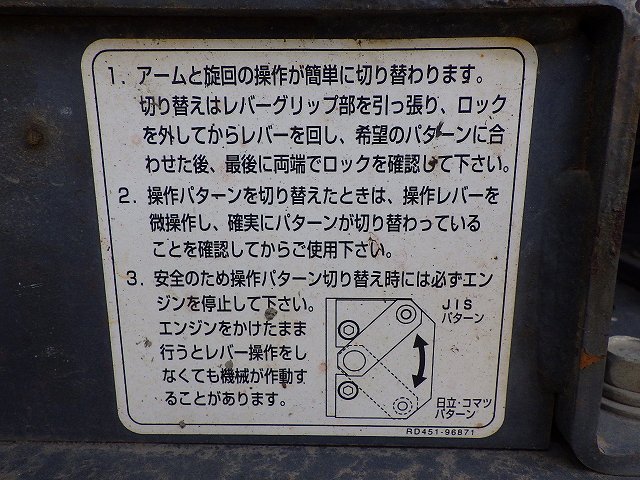 1. アームと旋回の操作が簡単に切り替わります。
切り替えはレバーグリップ部を引っ張り、ロック
を外してからレバーを回し、希望のパターンに合
わせた後、最後に両端でロックを確認して下さい。
2. 操作パターンを切り替えたときは、操作レバーを
微操作し、確実にパターンが切り替わっている
ことを確認してからご使用下さい。
3. 安全のため操作パターン切り替え時には必ずエン
ジンを停止して下さい。
エンジンをかけたまま
行うとレバー操作をし
なくても機械が作動す
ることがあります。
JIS
パターン
日立・コマツ
パターン
RD451-96871